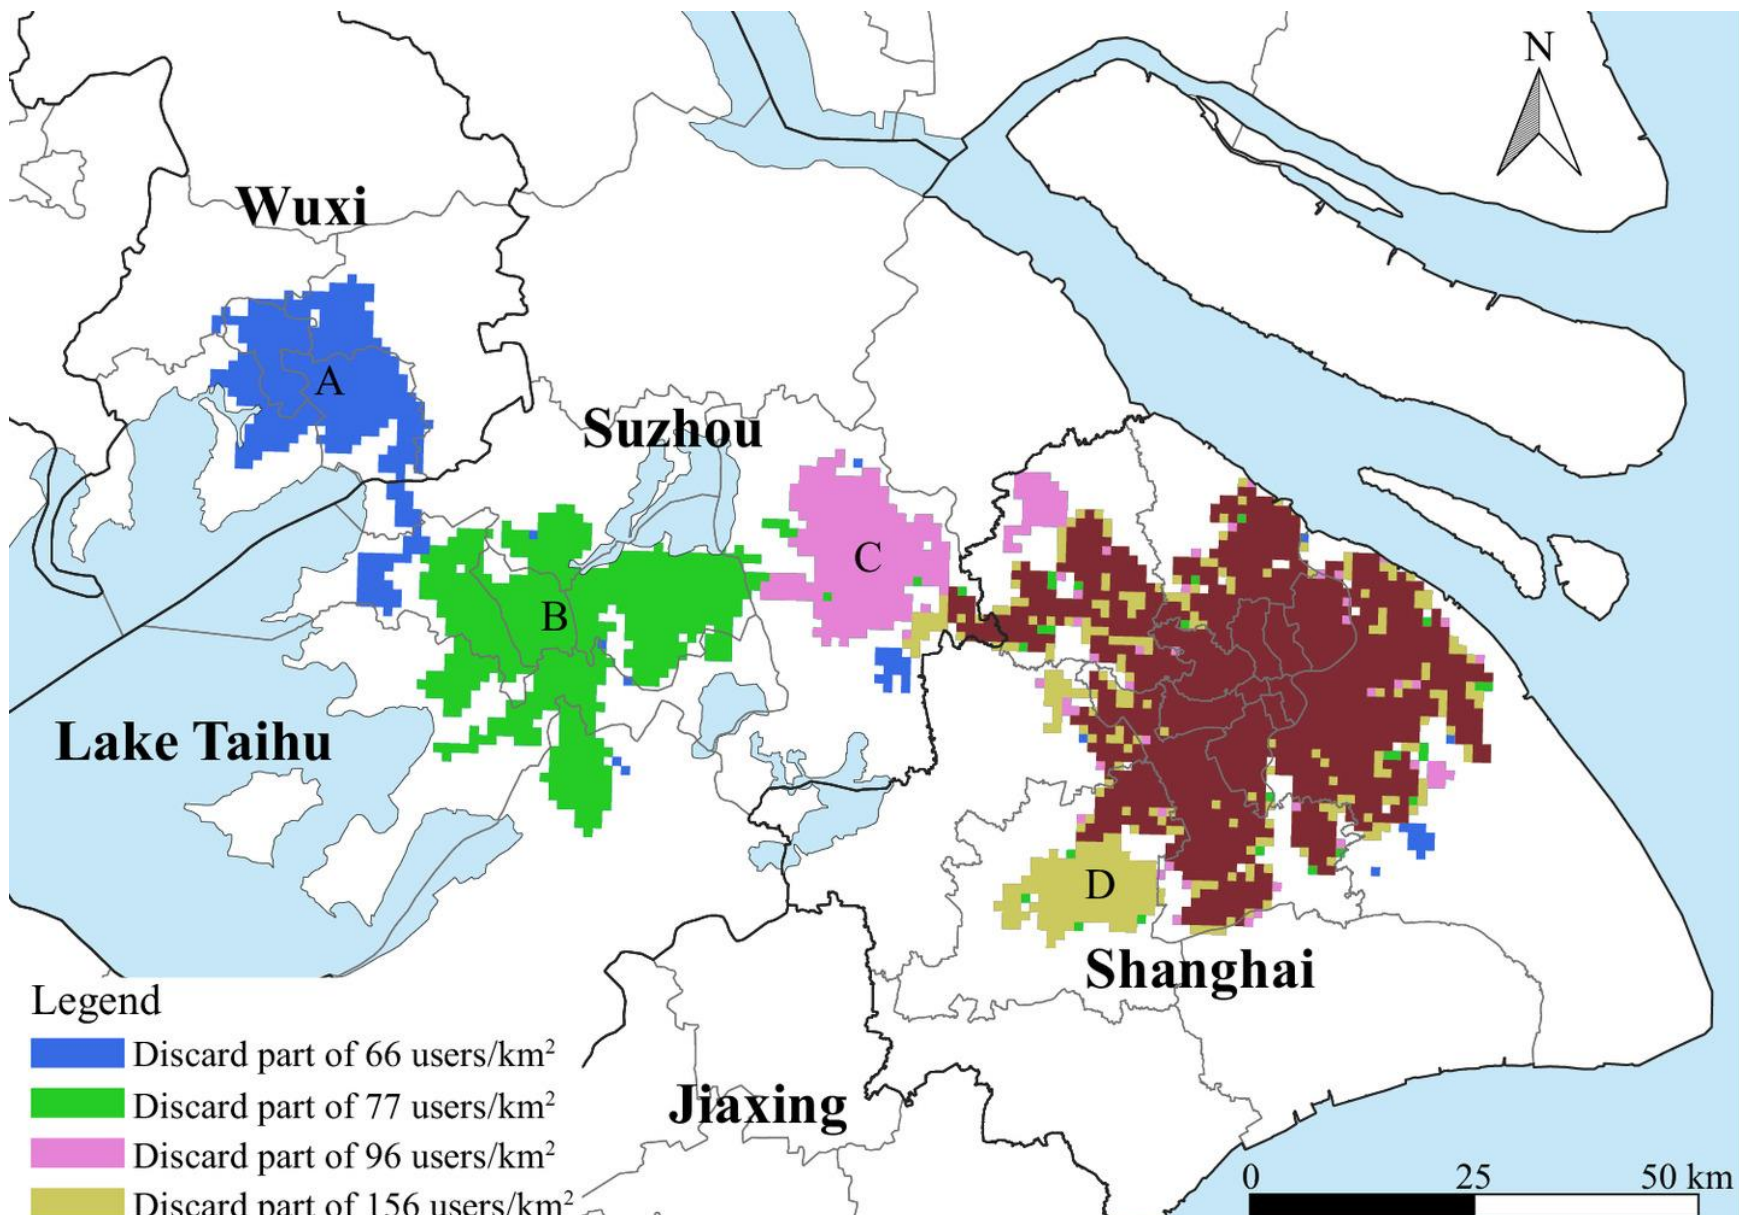 N
Wuxi
A
Suzhou
C
B
Lake Taihu
D
Shanghai
Legend
Discard part of 66 users/km²
Discard part of 77 users/km²
Jiaxing
Discard part of 96 users/km²
0 25 50 km
Discard part of 156 users/km²